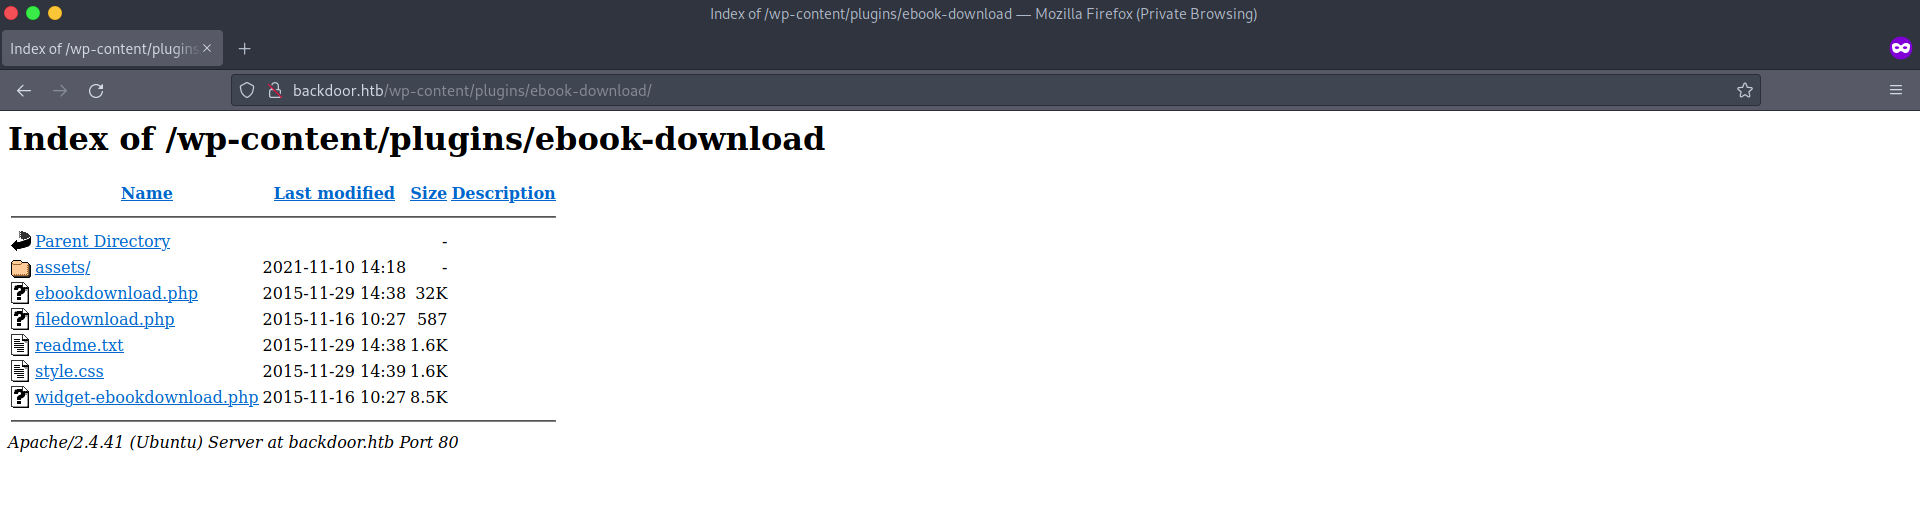 Index of /wp-content/plugins/ebook-download — Mozilla Firefox (Private Browsing)
Index of /wp-content/plugins
backdoor.htb/wp-content/plugins/ebook-download/
Index of /wp-content/plugins/ebook-download
Name Last modified Size Description
Parent Directory -
assets/ 2021-11-10 14:18 -
ebookdownload.php 2015-11-29 14:38 32K
filedownload.php 2015-11-16 10:27 587
readme.txt 2015-11-29 14:38 1.6K
style.css 2015-11-29 14:39 1.6K
widget-ebookdownload.php 2015-11-16 10:27 8.5K
Apache/2.4.41 (Ubuntu) Server at backdoor.htb Port 80